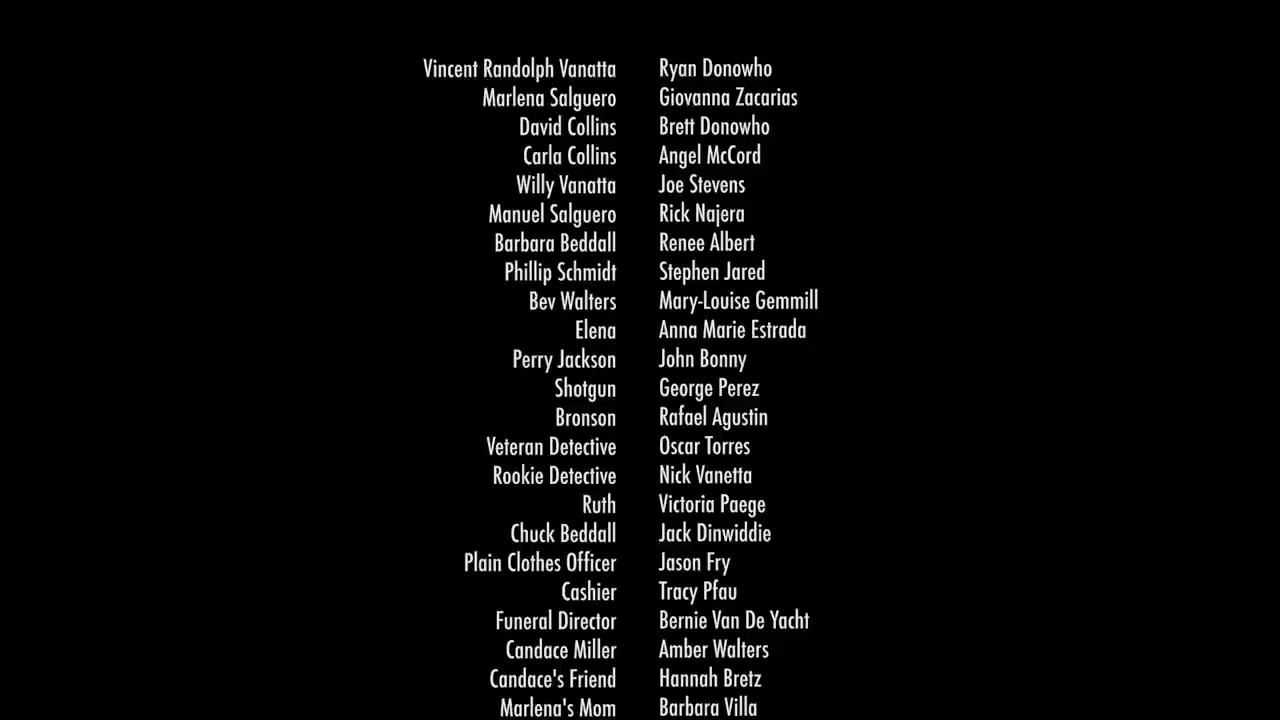 Vincent Randolph Vanatta Ryan Donowho
Marlena Salguero Giovanna Zacarias
David Collins Brett Donowho
Carla Collins Angel McCord
Willy Vanatta Joe Stevens
Manuel Salguero Rick Najera
Barbara Beddall Renee Albert
Phillip Schmidt Stephen Jared
Bev Walters Mary-Louise Gemmill
Elena Anna Marie Estrada
Perry Jackson John Bonny
Shotgun George Perez
Bronson Rafael Agustin
Veteran Detective Oscar Torres
Rookie Detective Nick Vanetta
Ruth Victoria Paege
Chuck Beddall Jack Dinwiddie
Plain Clothes Officer Jason Fry
Cashier Tracy Pfau
Funeral Director Bernie Van De Yacht
Candace Miller Amber Walters
Candace's Friend Hannah Bretz
Marlena's Mom Barbara Villa